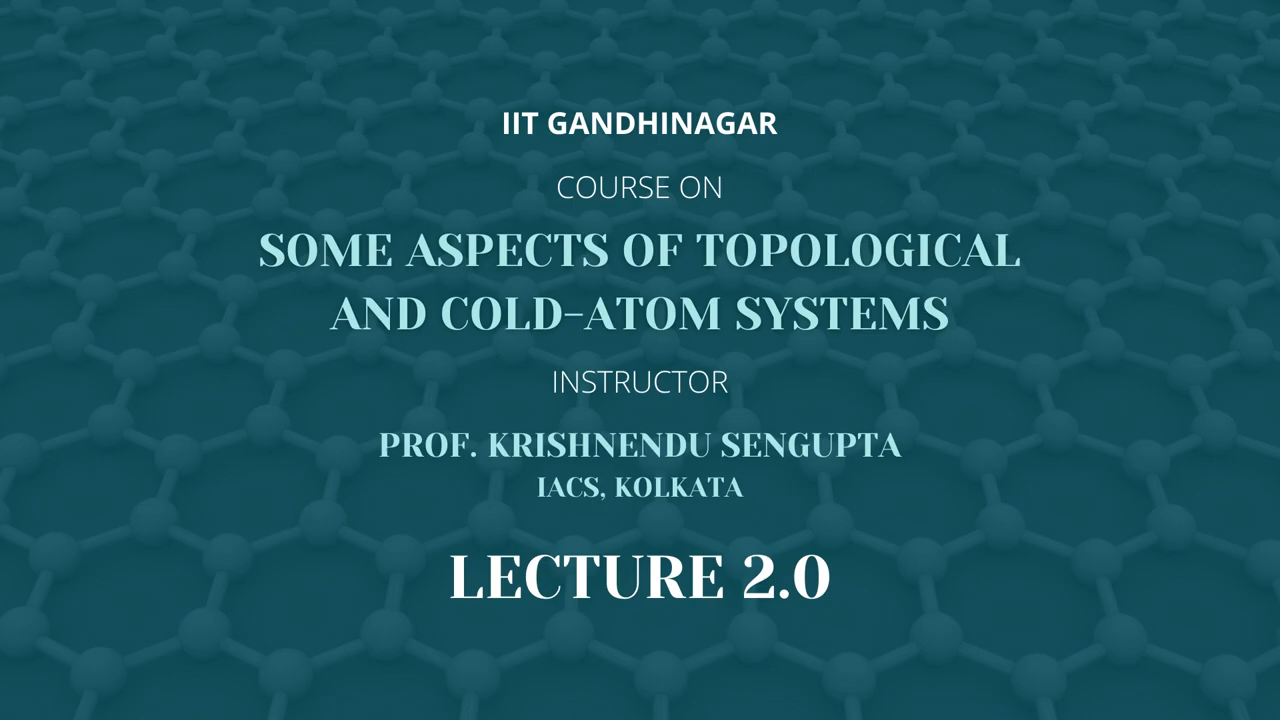 IIT GANDHINAGAR
COURSE ON
SOME ASPECTS OF TOPOLOGICAL
AND COLD-ATOM SYSTEMS
INSTRUCTOR
PROF. KRISHNENDU SENGUPTA
IACS, KOLKATA
LECTURE 2.0